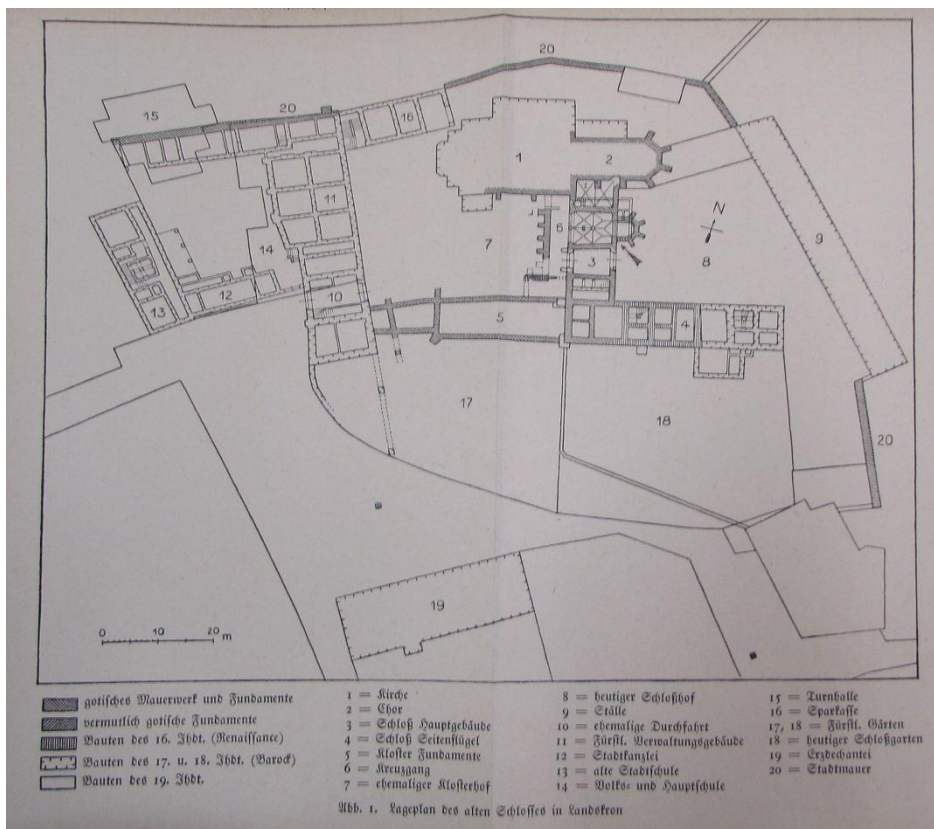 20
15
20
16
1
2
11
N
6
7
3
8
9
14
10
12
13
5
4
17
18
20
19
0 10 20 m
gotisches Mauerwerk und Fundamente
vermutlich gotische Fundamente
Bauten des 16. Jhdt. (Renaissance)
Bauten des 17. u. 18. Jhdt. (Barock)
Bauten des 19. Jhdt.
1 = Kirche
2 = Chor
3 = Schloß Hauptgebäude
4 = Schloß Seitenflügel
5 = Kloster Fundamente
6 = Kreuzgang
7 = ehemaliger Klosterhof
8 = heutiger Schloßhof
9 = Ställe
10 = ehemalige Durchfahrt
11 = Fürstl. Verwaltungsgebäude
12 = Stadtkanzlei
13 = alte Stadtschule
14 = Volks- und Hauptschule
15 = Turnhalle
16 = Sparkasse
17, 18 = Fürstl. Gärten
18 = heutiger Schloßgarten
19 = Erzdechantei
20 = Stadtmauer
Abb. 1. Lageplan des alten Schlosses in Landskron